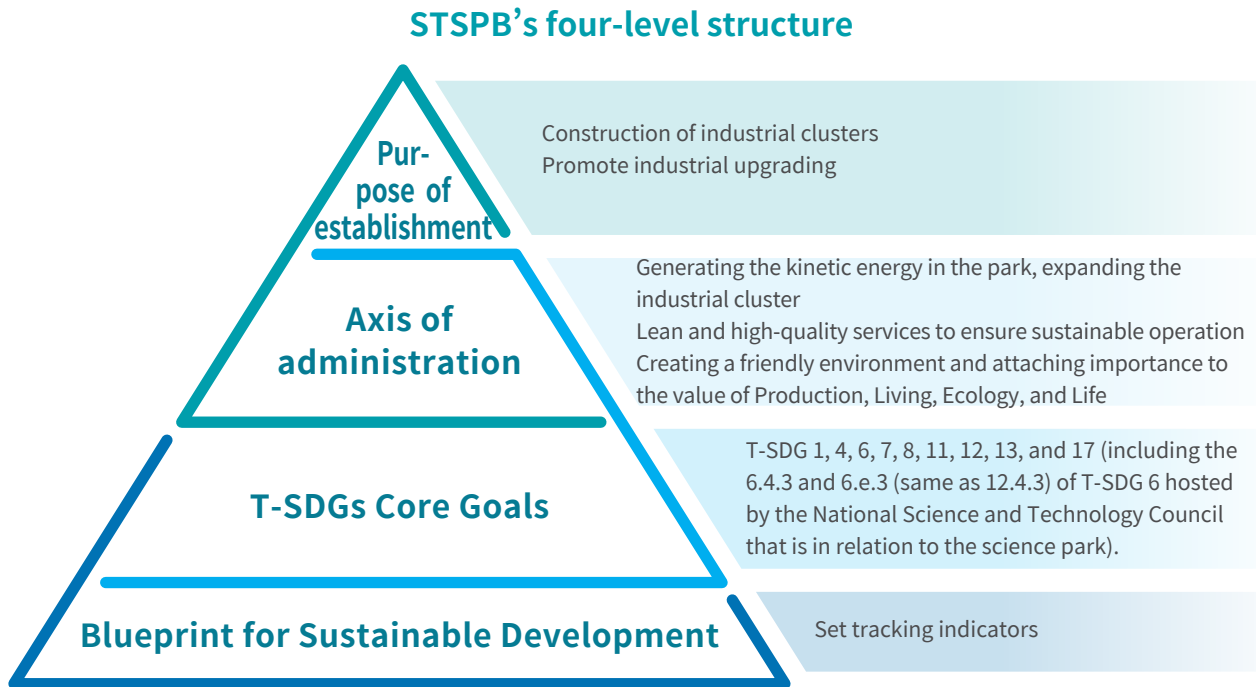 STSPB’s four-level structure
Pur-
pose of
establishment
Construction of industrial clusters
Promote industrial upgrading
Axis of
administration
Generating the kinetic energy in the park, expanding the
industrial cluster
Lean and high-quality services to ensure sustainable operation
Creating a friendly environment and attaching importance to
the value of Production, Living, Ecology, and Life
T-SDGs Core Goals
T-SDG 1, 4, 6, 7, 8, 11, 12, 13, and 17 (including the
6.4.3 and 6.e.3 (same as 12.4.3) of T-SDG 6 hosted
by the National Science and Technology Council
that is in relation to the science park).
Blueprint for Sustainable Development
Set tracking indicators